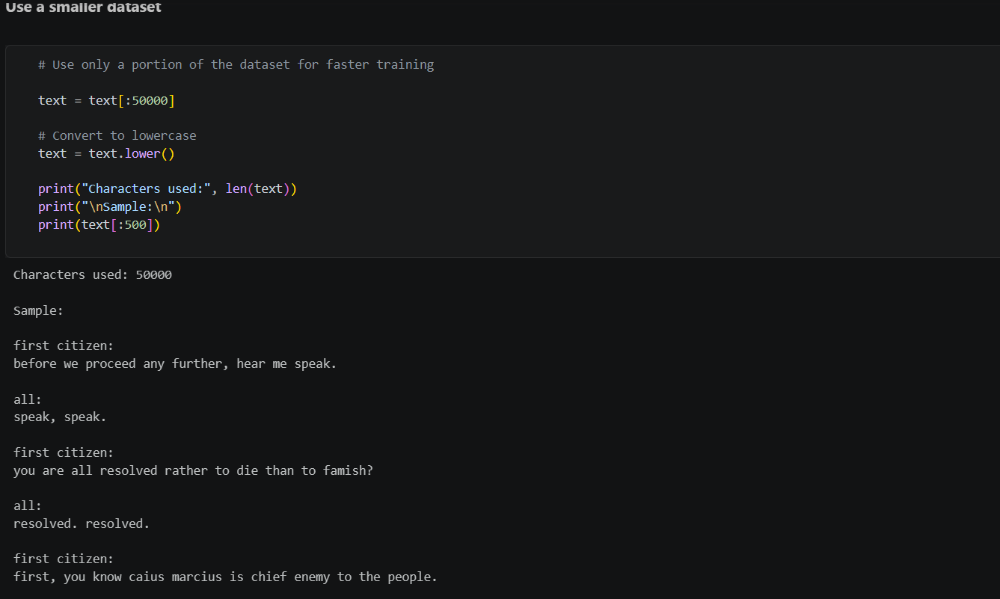 Use a smaller dataset
# Use only a portion of the dataset for faster training
text = text[:50000]
# Convert to lowercase
text = text.lower()
print("Characters used:", len(text))
print("\nSample:\n")
print(text[:500])
Characters used: 50000
Sample:
first citizen:
before we proceed any further, hear me speak.
all:
speak, speak.
first citizen:
you are all resolved rather to die than to famish?
all:
resolved. resolved.
first citizen:
first, you know caius marcius is chief enemy to the people.